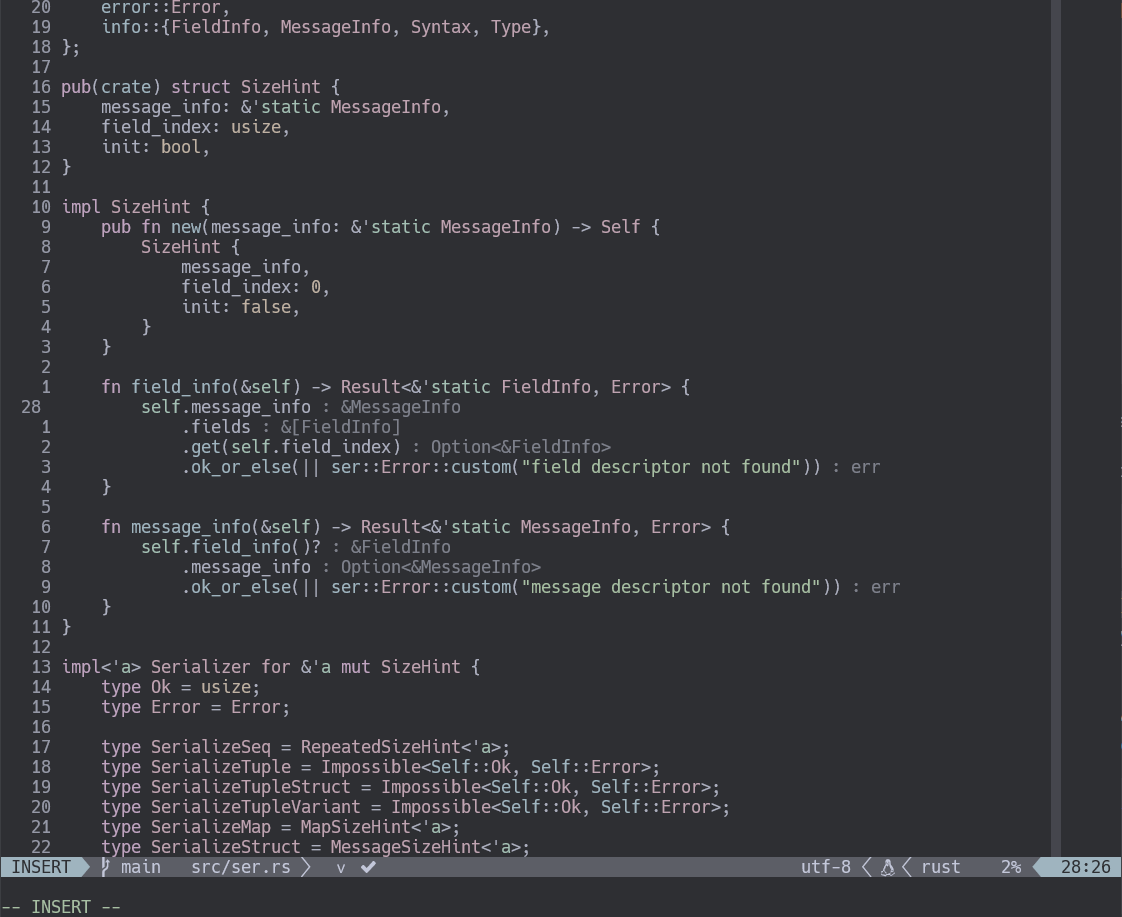 20     error::Error,
19     info::{FieldInfo, MessageInfo, Syntax, Type},
18 };
17
16 pub(crate) struct SizeHint {
15     message_info: &'static MessageInfo,
14     field_index: usize,
13     init: bool,
12 }
11
10 impl SizeHint {
9     pub fn new(message_info: &'static MessageInfo) -> Self {
8         SizeHint {
7             message_info,
6             field_index: 0,
5             init: false,
4         }
3     }
2
1     fn field_info(&self) -> Result<&'static FieldInfo, Error> {
28         self.message_info : &MessageInfo
1             .fields : &[FieldInfo]
2             .get(self.field_index) : Option<&FieldInfo>
3             .ok_or_else(|| ser::Error::custom("field descriptor not found")) : err
4     }
5
6     fn message_info(&self) -> Result<&'static MessageInfo, Error> {
7         self.field_info()? : &FieldInfo
8             .message_info : Option<&MessageInfo>
9             .ok_or_else(|| ser::Error::custom("message descriptor not found")) : err
10     }
11 }
12
13 impl<'a> Serializer for &'a mut SizeHint {
14     type Ok = usize;
15     type Error = Error;
16
17     type SerializeSeq = RepeatedSizeHint<'a>;
18     type SerializeTuple = Impossible<Self::Ok, Self::Error>;
19     type SerializeTupleStruct = Impossible<Self::Ok, Self::Error>;
20     type SerializeTupleVariant = Impossible<Self::Ok, Self::Error>;
21     type SerializeMap = MapSizeHint<'a>;
22     type SerializeStruct = MessageSizeHint<'a>;
INSERT main src/ser.rs v ✔ utf-8 rust 2% 28:26
-- INSERT --